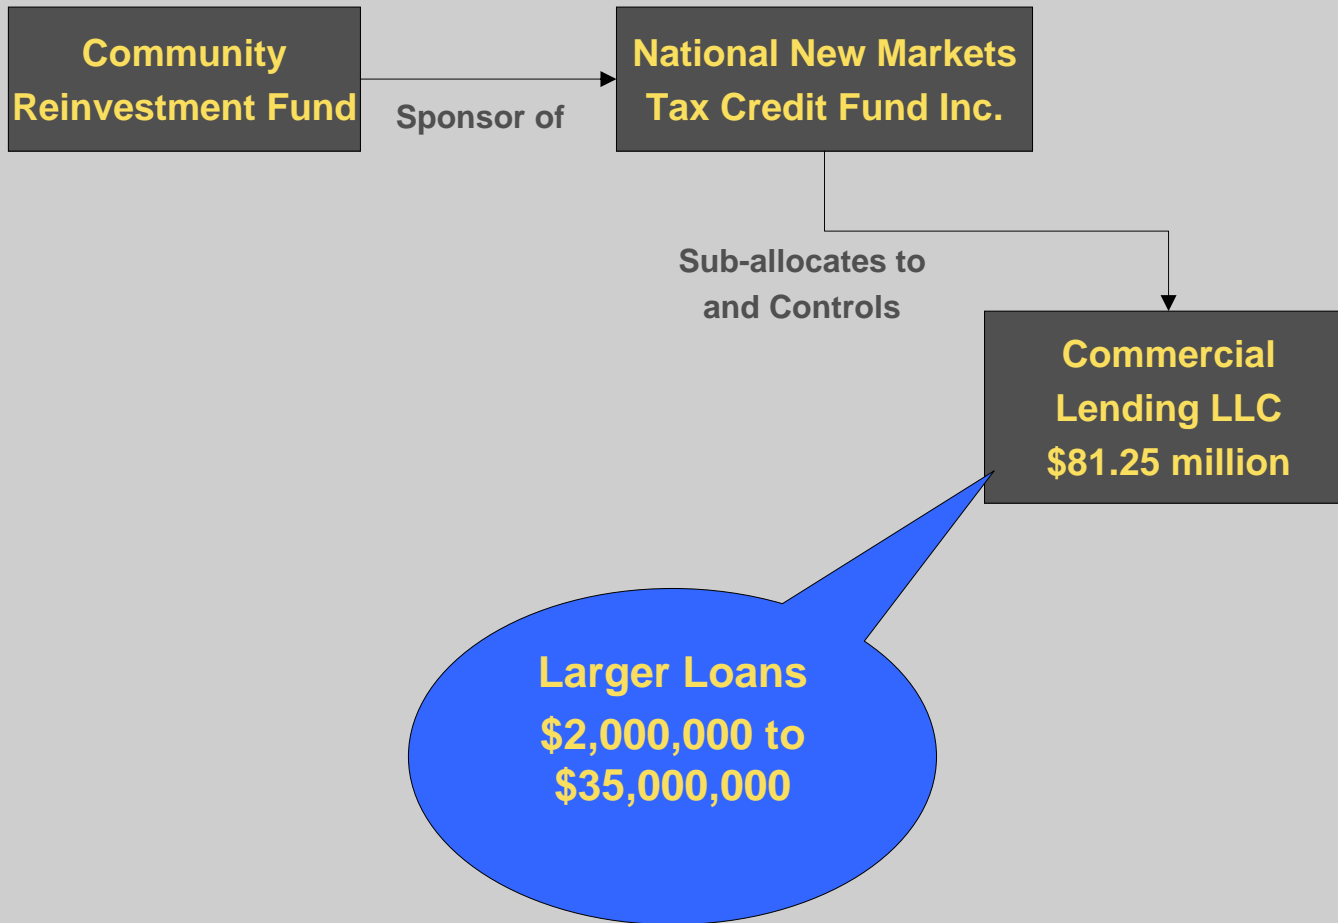 Community
Reinvestment Fund
Sponsor of
National New Markets
Tax Credit Fund Inc.
Sub-allocates to
and Controls
Commercial
Lending LLC
$81.25 million
Larger Loans
$2,000,000 to
$35,000,000